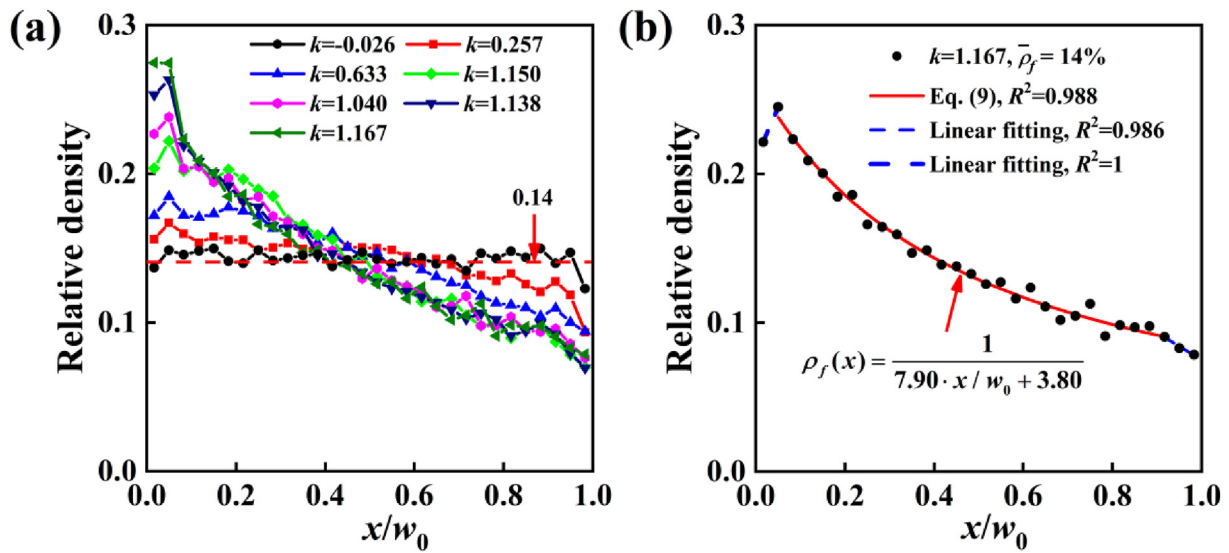 (a)
0.3
0.2
0.1
0.0
Relative density
k=-0.026
k=0.257
k=0.633
k=1.150
k=1.040
k=1.138
k=1.167
0.14
0.0 0.2 0.4 0.6 0.8 1.0
x/w₀
(b)
0.3
0.2
0.1
0.0
Relative density
k=1.167, ρ̄_f = 14%
Eq. (9), R²=0.988
Linear fitting, R²=0.986
Linear fitting, R²=1
ρ_f(x) = 1 / (7.90 · x / w₀ + 3.80)
0.0 0.2 0.4 0.6 0.8 1.0
x/w₀